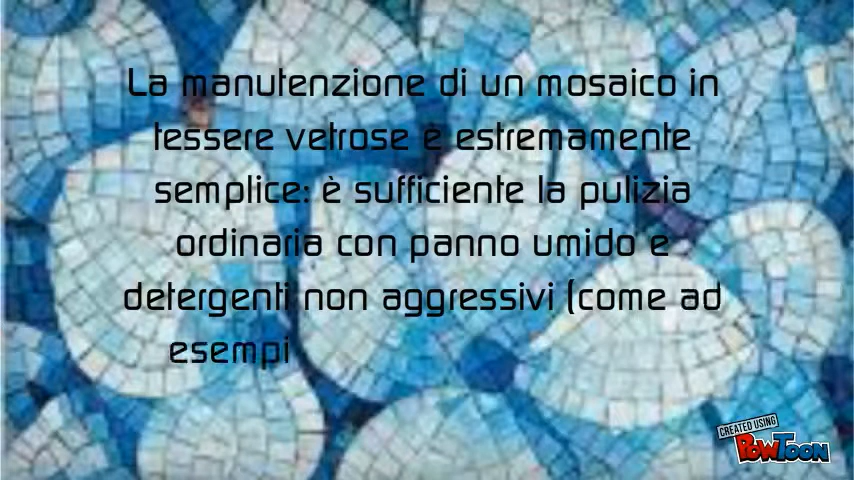 La manutenzione di un mosaico in
tessere vetrose è estremamente
semplice: è sufficiente la pulizia
ordinaria con panno umido e
detergenti non aggressivi (come ad
esempi
CREATED USING
POWTOON